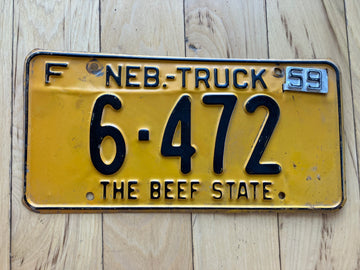 F NEB.-TRUCK 59
6-472
THE BEEF STATE